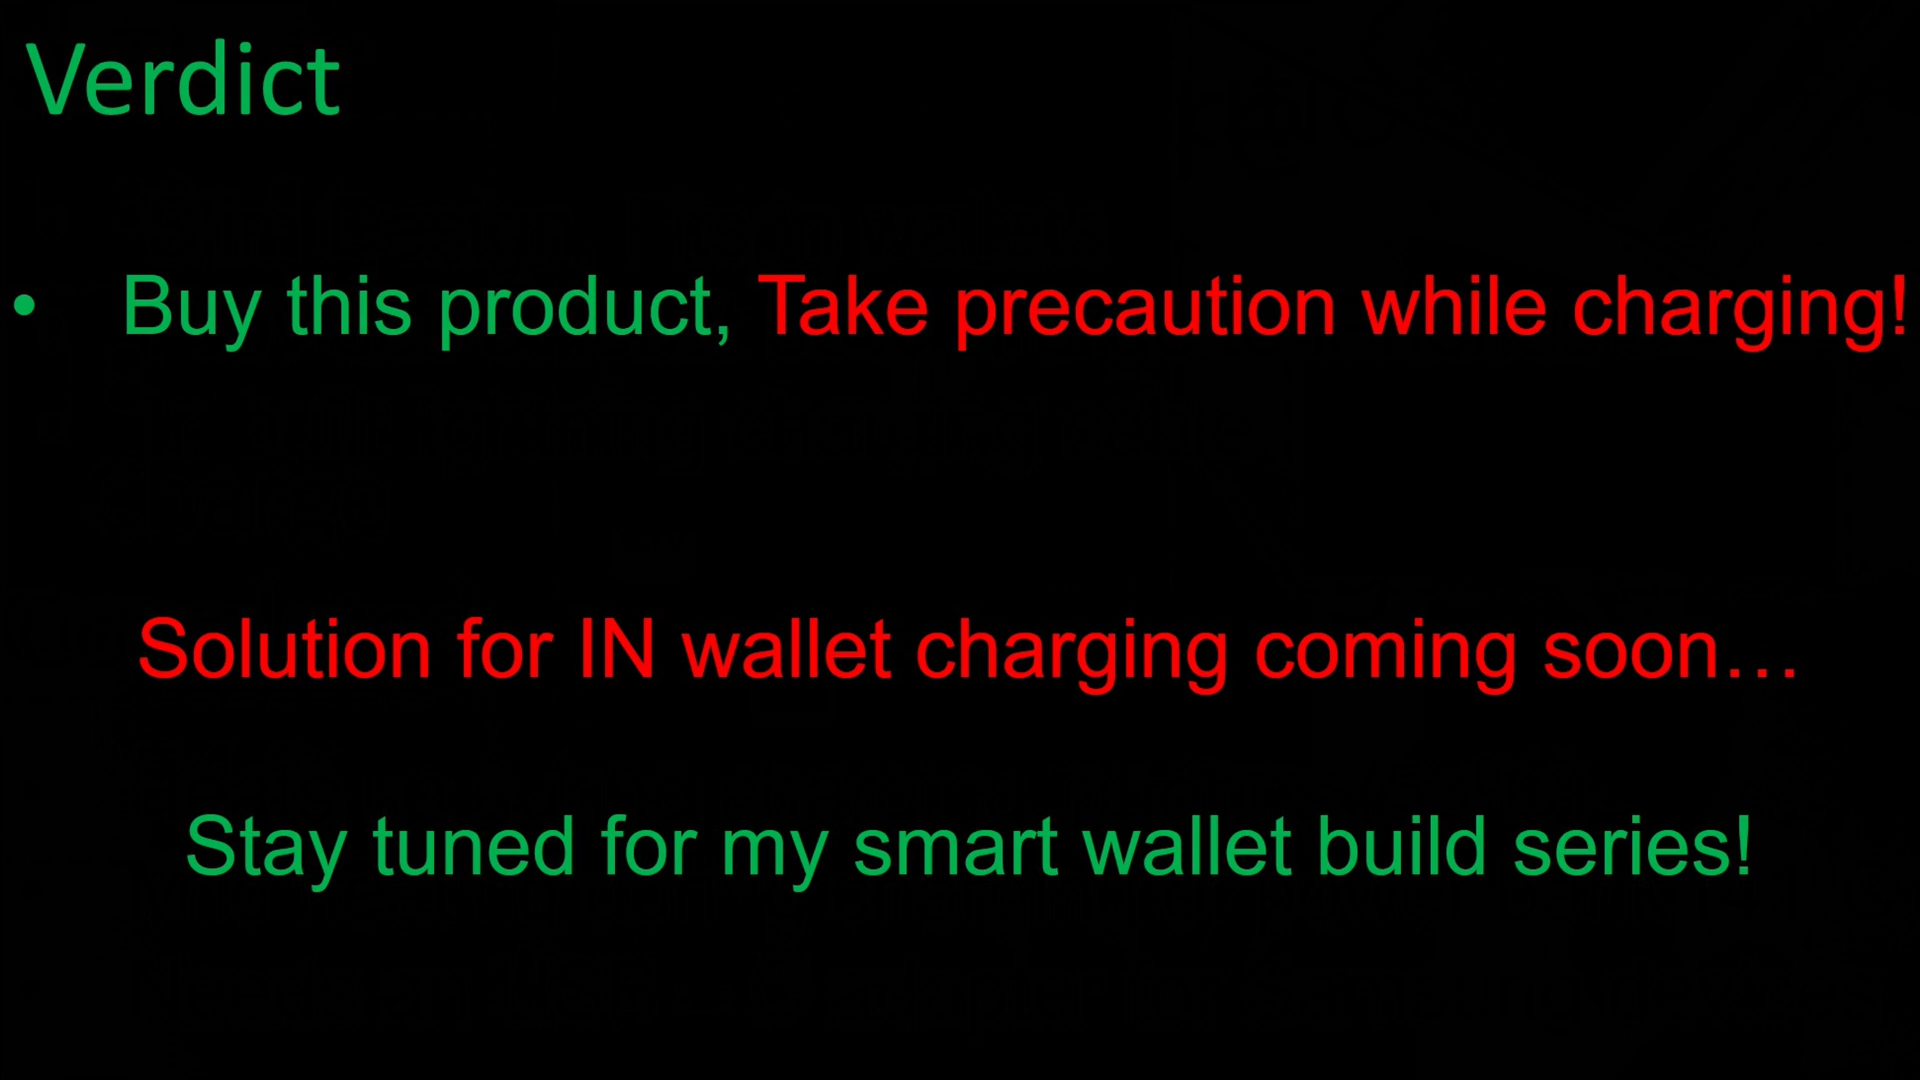 Verdict
• Buy this product, Take precaution while charging!
Solution for IN wallet charging coming soon…
Stay tuned for my smart wallet build series!